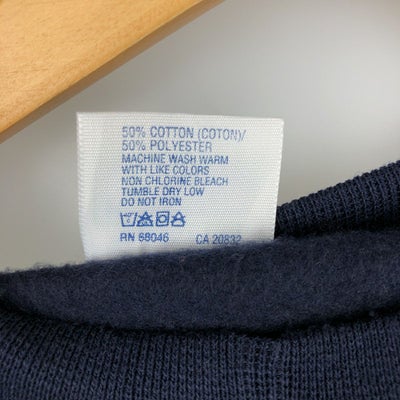 50% COTTON (COTON)/
50% POLYESTER
MACHINE WASH WARM
WITH LIKE COLORS
NON CHLORINE BLEACH
TUMBLE DRY LOW
DO NOT IRON
RN 88046 CA 20832